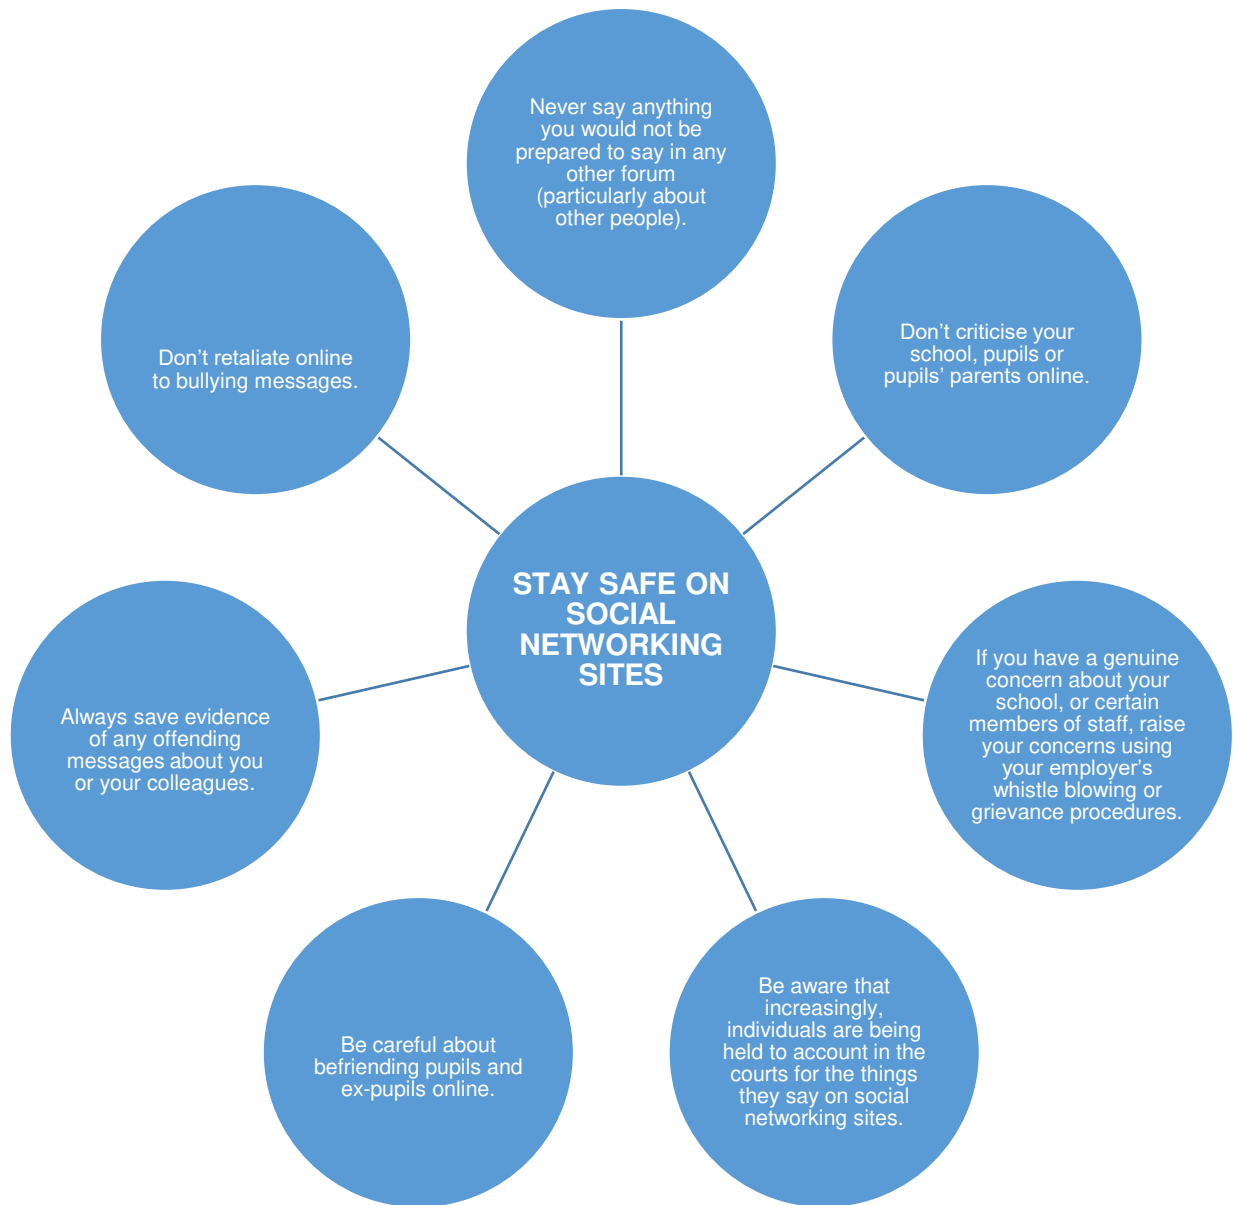 Never say anything
you would not be
prepared to say in any
other forum
(particularly about
other people).
Don’t criticise your
school, pupils or
pupils’ parents online.
If you have a genuine
concern about your
school, or certain
members of staff, raise
your concerns using
your employer’s
whistle blowing or
grievance procedures.
Be aware that
increasingly,
individuals are being
held to account in the
courts for the things
they say on social
networking sites.
Be careful about
befriending pupils and
ex-pupils online.
Always save evidence
of any offending
messages about you
or your colleagues.
Don’t retaliate online
to bullying messages.
STAY SAFE ON
SOCIAL
NETWORKING
SITES